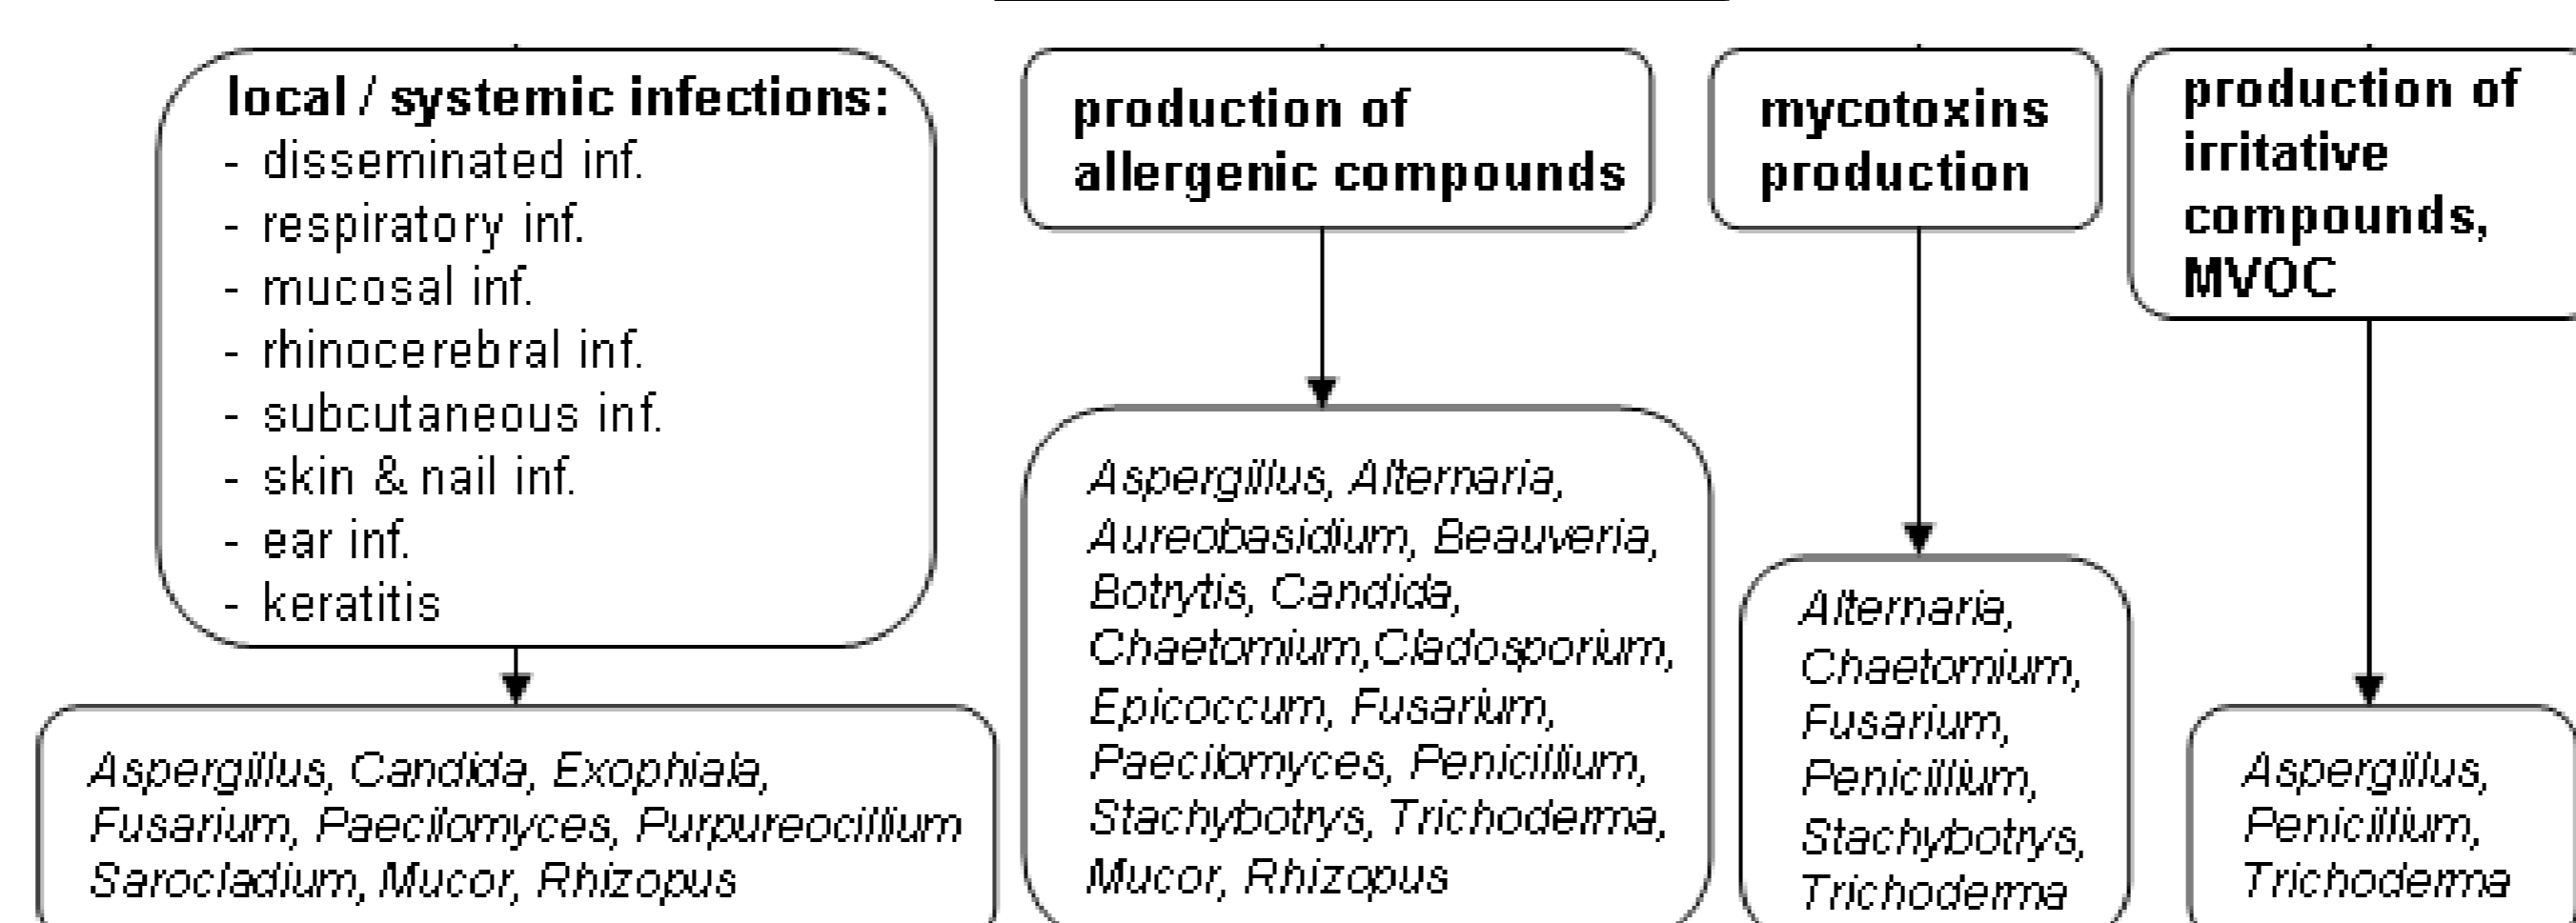 local / systemic infections:
- disseminated inf.
- respiratory inf.
- mucosal inf.
- rhinocerebral inf.
- subcutaneous inf.
- skin & nail inf.
- ear inf.
- keratitis
Aspergillus, Candida, Exophiala,
Fusarium, Paecilomyces, Purpureocillium
Sarocladium, Mucor, Rhizopus
production of
allergenic compounds
Aspergillus, Alternaria,
Aureobasidium, Beauveria,
Botrytis, Candida,
Chaetomium,Cladosporium,
Epicoccum, Fusarium,
Paecilomyces, Penicillium,
Stachybotrys, Trichoderma,
Mucor, Rhizopus
mycotoxins
production
Alternaria,
Chaetomium,
Fusarium,
Penicillium,
Stachybotrys,
Trichoderma
production of
irritative
compounds,
MVOC
Aspergillus,
Penicillium,
Trichoderma